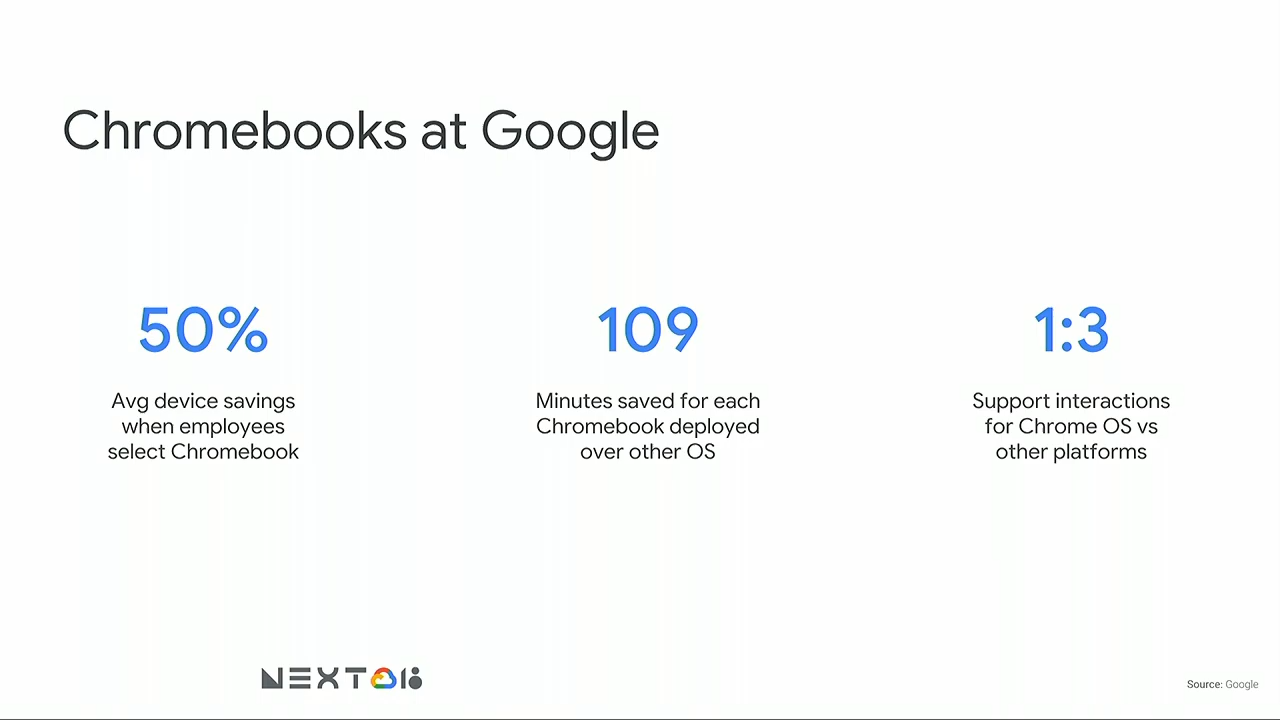 Chromebooks at Google
50%
Avg device savings
when employees
select Chromebook
109
Minutes saved for each
Chromebook deployed
over other OS
1:3
Support interactions
for Chrome OS vs
other platforms
NEXT 18
Source: Google